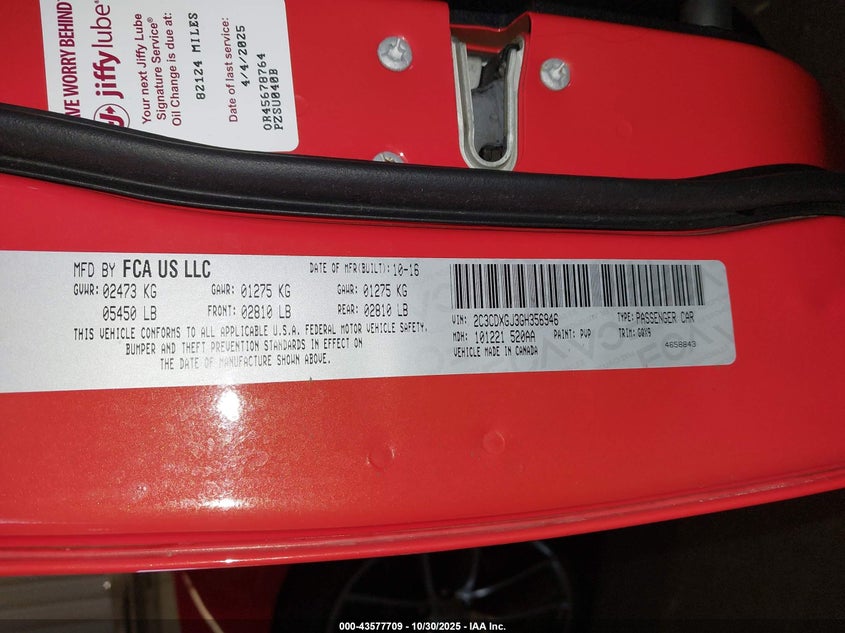 AVE WORRY BEHIND
jiffy lube®
Your next Jiffy Lube
Signature Service®
Oil Change is due at:
82124 MILES
Date of last service:
4/4/2025
OR45678764
PZSU040B
MFD BY FCA US LLC
DATE OF MFR(BUILT): 10-16
GVWR: 02473 KG GAWR: 01275 KG GAWR: 01275 KG
05450 LB FRONT: 02810 LB REAR: 02810 LB
THIS VEHICLE CONFORMS TO ALL APPLICABLE U.S.A. FEDERAL MOTOR VEHICLE SAFETY,
BUMPER AND THEFT PREVENTION STANDARDS IN EFFECT ON
THE DATE OF MANUFACTURE SHOWN ABOVE.
VIN: 2C3CDXGJ3GH356946 TYPE: PASSENGER CAR
MDH: 101221 520AA PAINT: PVP TRIM: G8X9
VEHICLE MADE IN CANADA 4658843
000-43577709 - 10/30/2025 - IAA Inc.